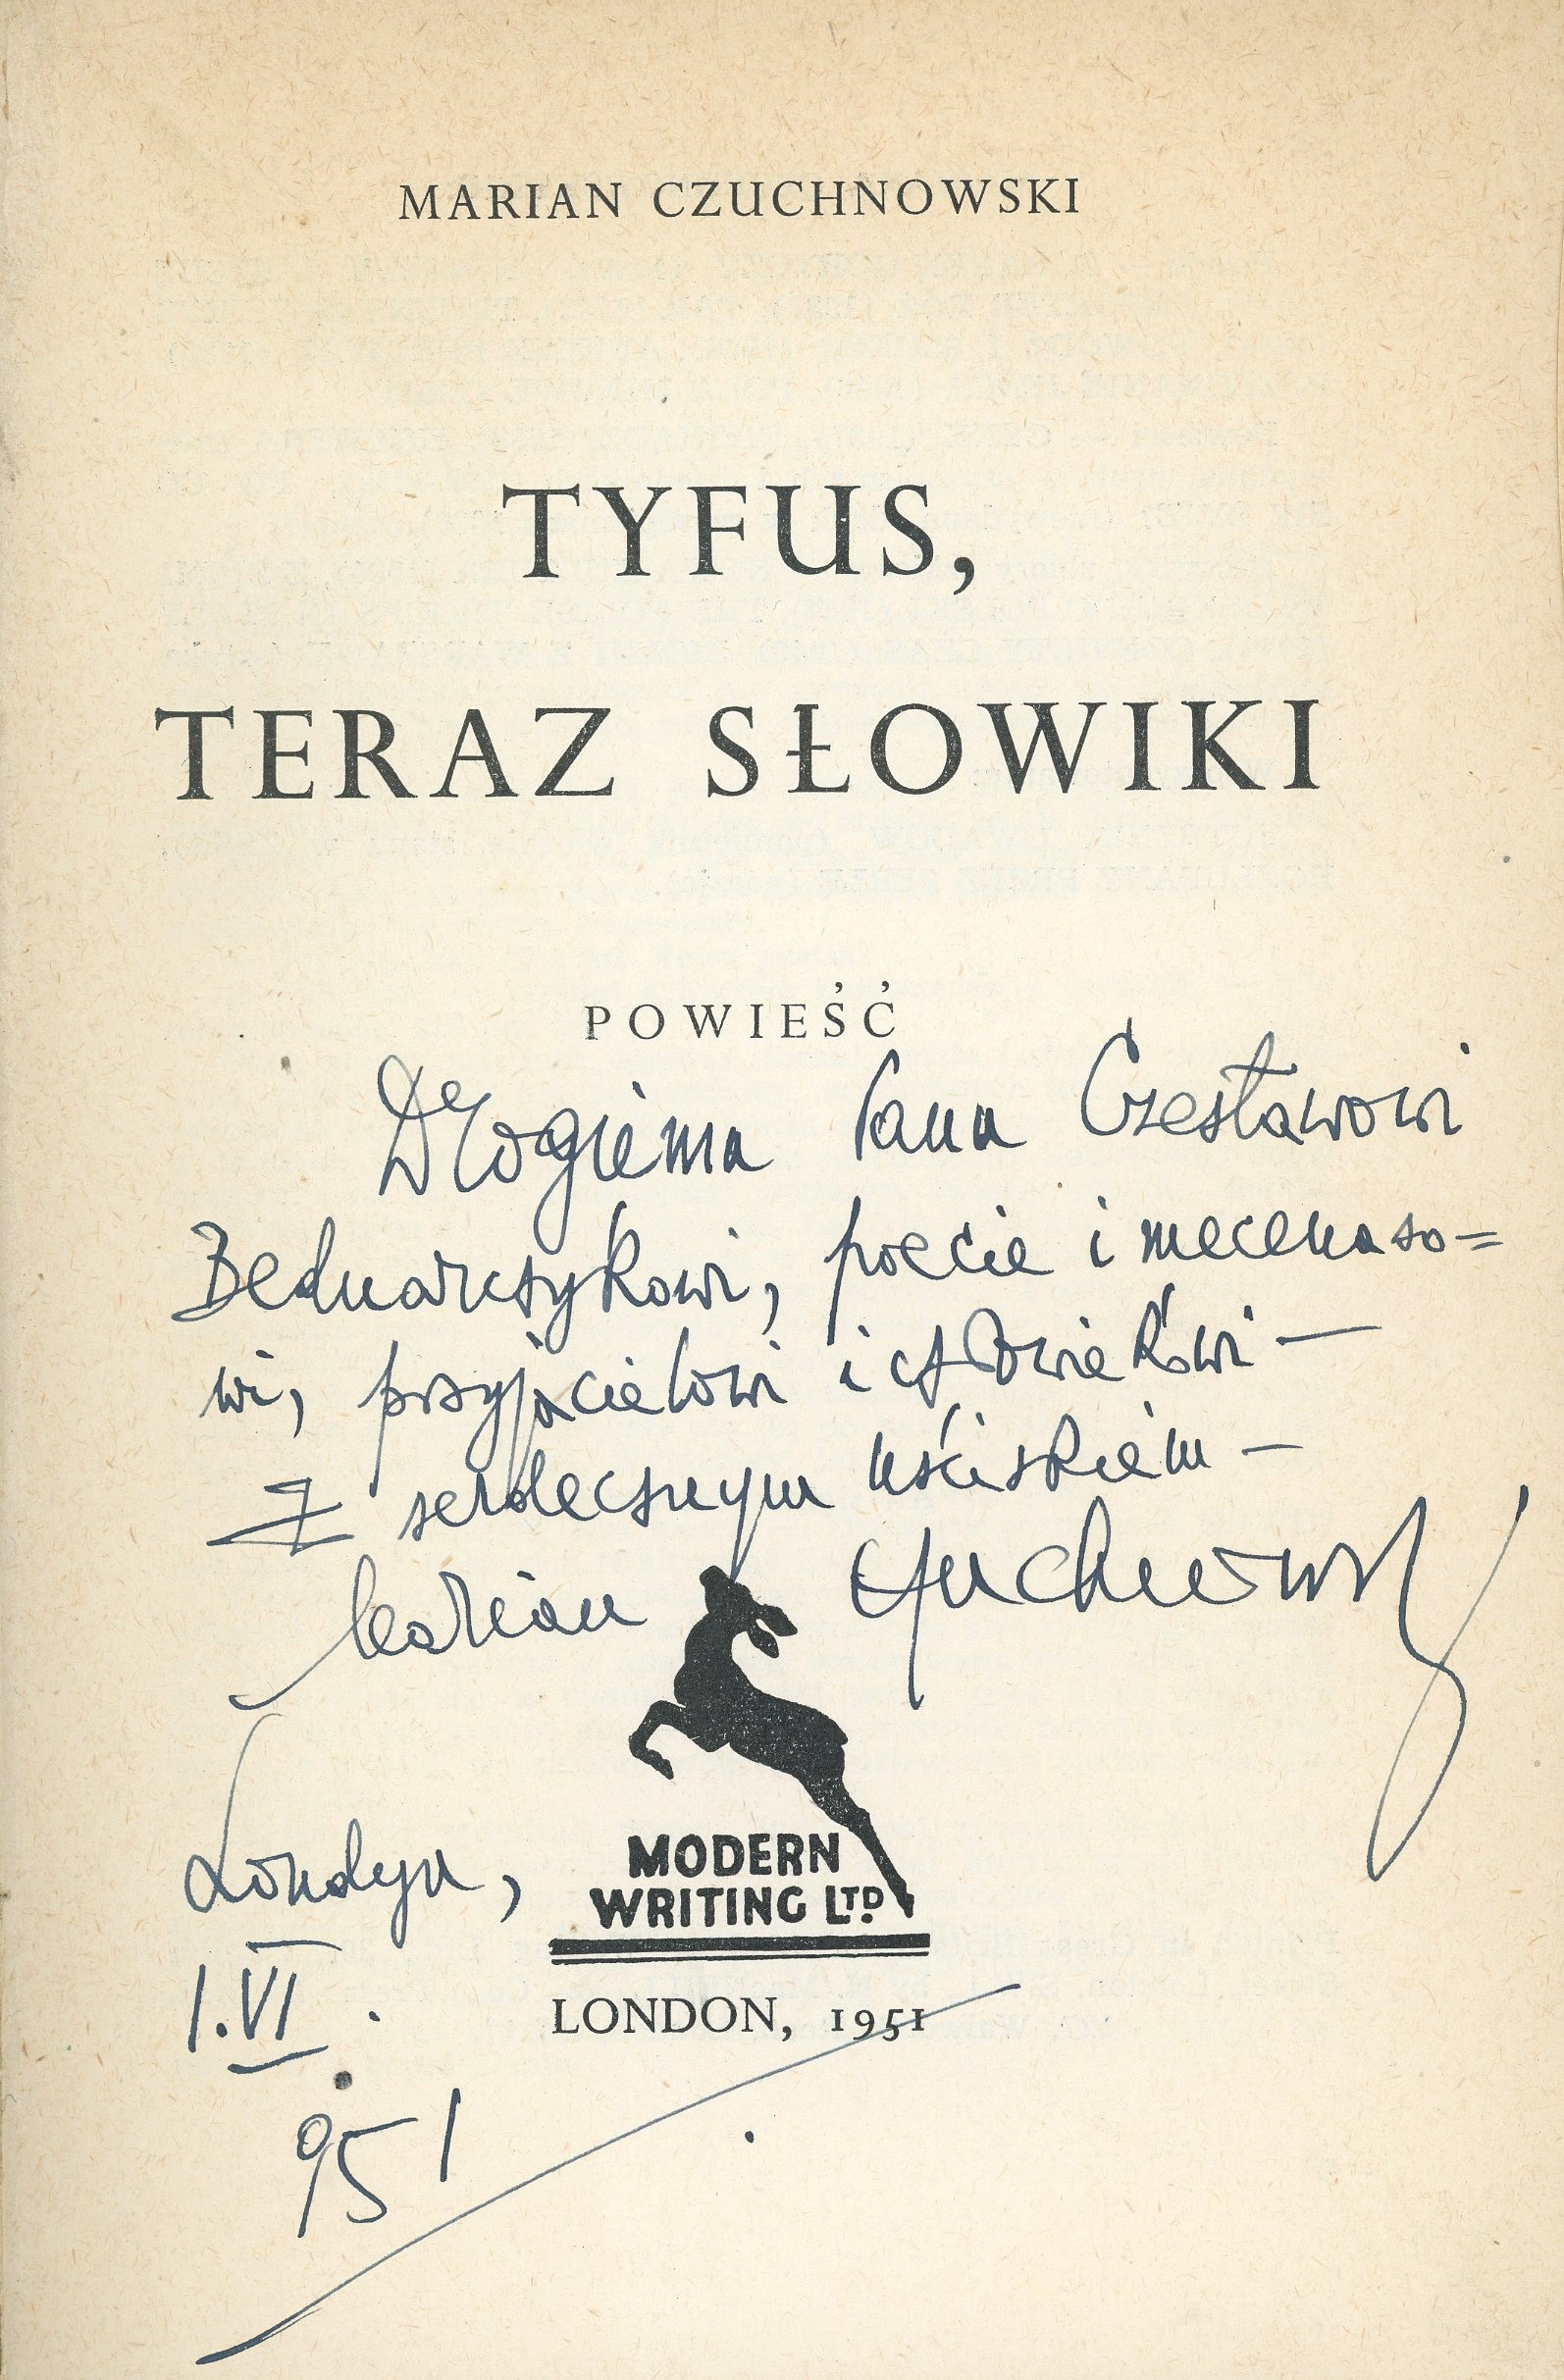 MARIAN CZUCHNOWSKI
TYFUS,
TERAZ SŁOWIKI
POWIEŚĆ
Drogiemu Panu Czesławowi
Bednarczykowi, poecie i mecenaso=
wi, przyjacielowi i człowiekowi —
Z serdecznym uściskiem —
Marian Czuchnowski
MODERN
WRITING LTD.
LONDON, 1951
Londyn,
1.VI.
951